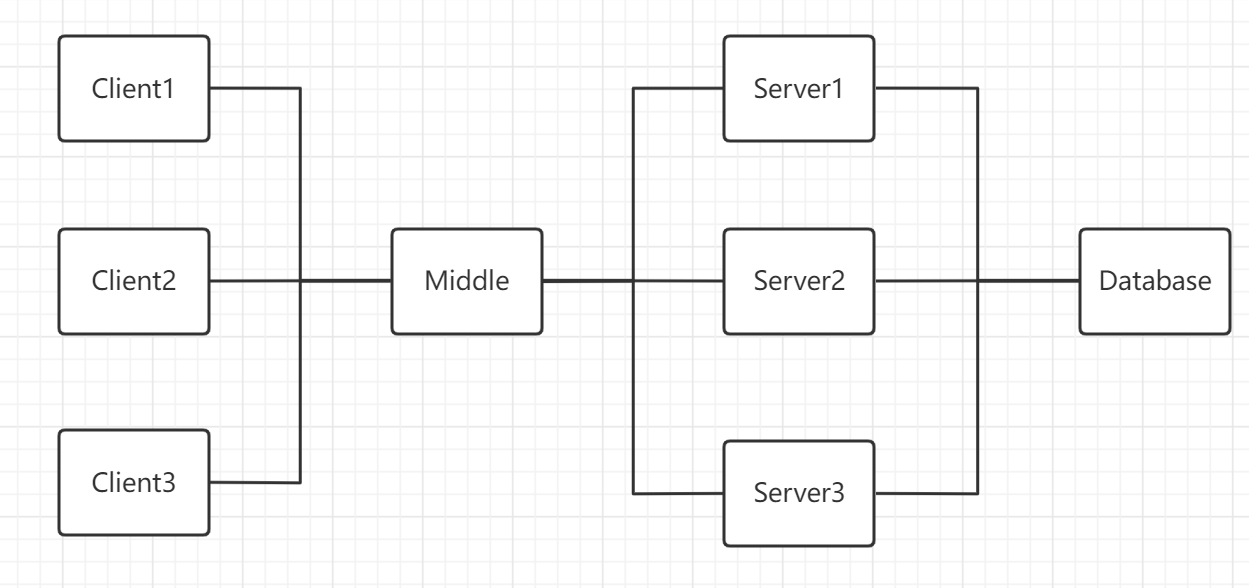 Client1
Server1
Client2
Middle
Server2
Database
Client3
Server3